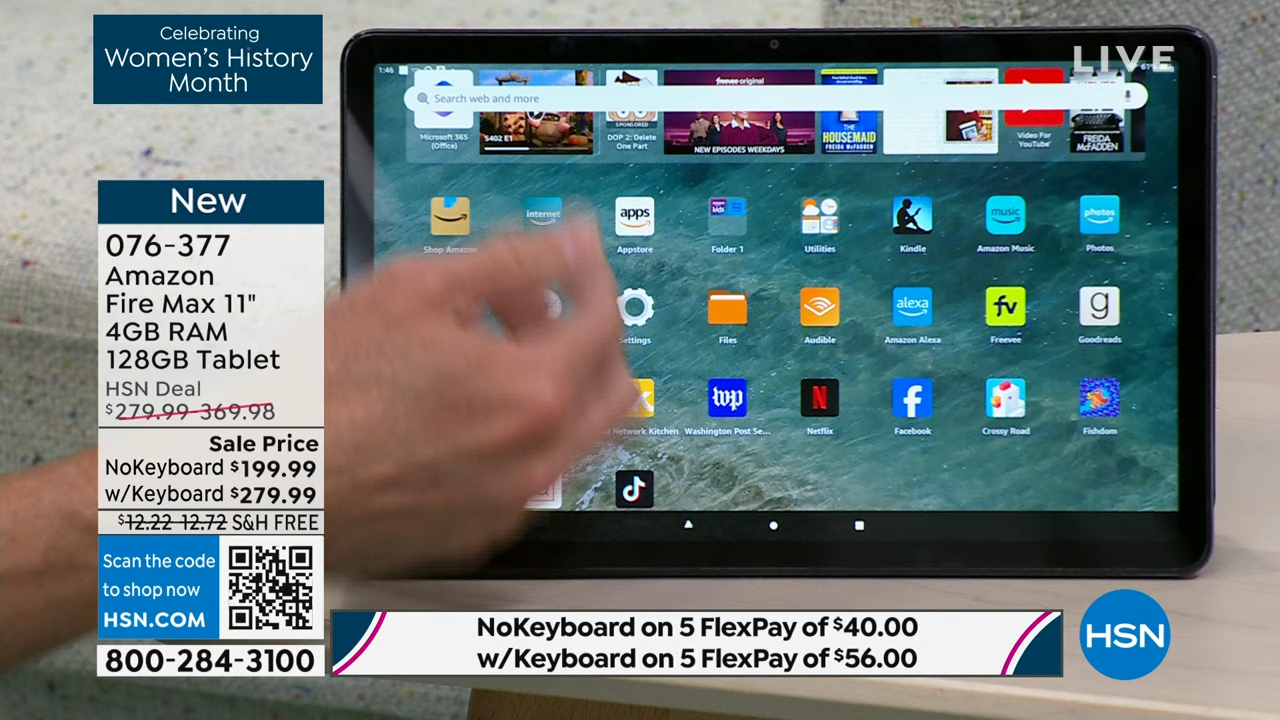 Celebrating
Women's History
Month
LIVE
New
076-377
Amazon
Fire Max 11"
4GB RAM
128GB Tablet
HSN Deal
$279.99-369.98
Sale Price
NoKeyboard $199.99
w/Keyboard $279.99
$12.22-12.72 S&H FREE
Scan the code
to shop now
HSN.COM
800-284-3100
1:46
Search web and more
freevee original
Microsoft 365
(Office)
S402 E1
SPONSORED
DOP 2: Delete
One Part
NEW EPISODES WEEKDAYS
THE
HOUSEMAID
FREIDA McFADDEN
Video For
YouTube
FREIDA
McFADDEN
internet
apps
kids
music
photos
Shop Amazon
Appstore
Folder 1
Utilities
Kindle
Amazon Music
Photos
alexa
fv
g
Settings
Files
Audible
Amazon Alexa
Freevee
Goodreads
wp
N
f
Network Kitchen
Washington Post Se...
Netflix
Facebook
Crossy Road
Fishdom
NoKeyboard on 5 FlexPay of $40.00
w/Keyboard on 5 FlexPay of $56.00
HSN